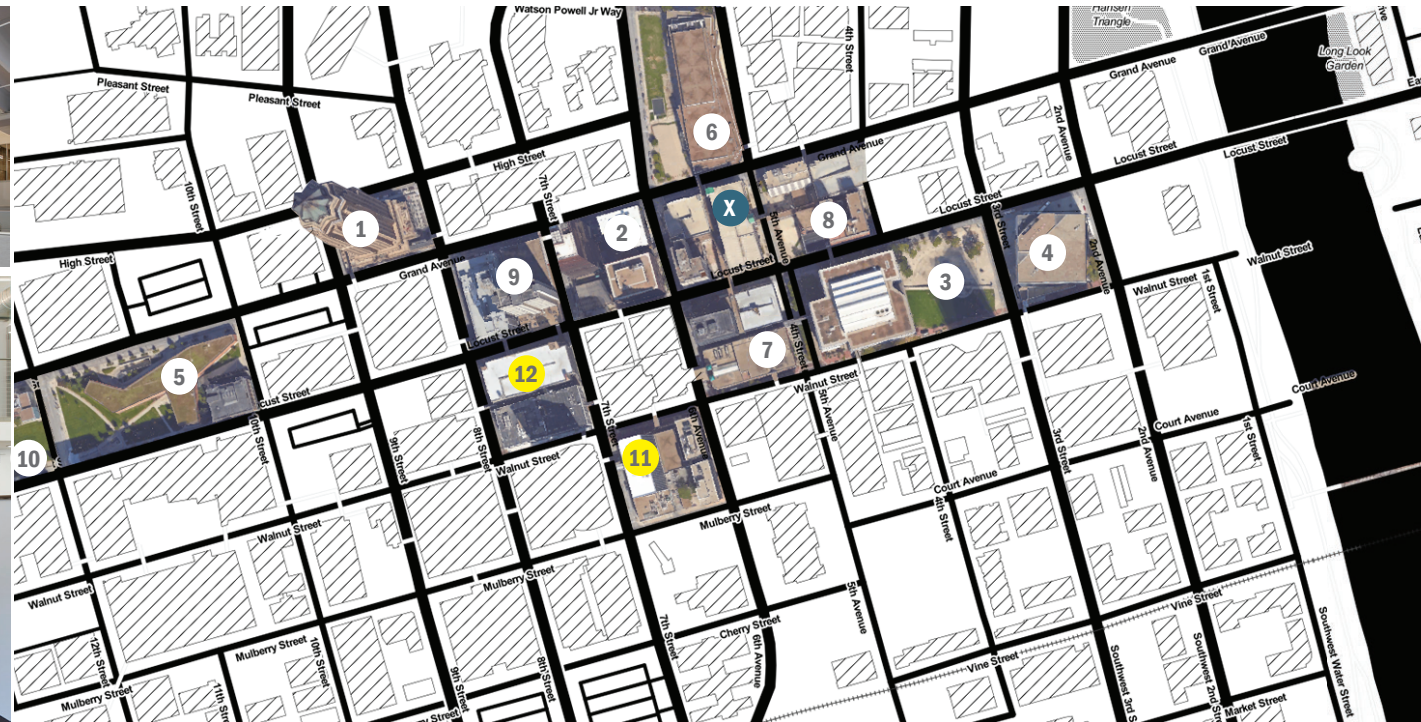 Watson Powell Jr Way
Hansen
Triangle
4th Street
Grand Avenue
Long Look
Garden
Pleasant Street
Pleasant Street
Grand Avenue
2nd Avenue
6
High Street
Grand Avenue
Locust Street
Locust Street
10th Street
7th Street
X
Locust Street
1
2
5th Avenue
8
3rd Street
High Street
Grand Avenue
9
Locust Street
3
4
2nd Avenue
Walnut Street
Walnut Street
1st Street
Locust Street
7
4th Street
5
12
Walnut Street
Court Avenue
cust Street
10th Street
7th
6th Avenue
5th Avenue
Court Avenue
1st Street
10
9th Street
8th Street
Walnut Street
11
3rd Street
2nd Avenue
Court Avenue
4th Street
Walnut Street
Mulberry Street
Mulberry Street
Walnut Street
5th Avenue
Vine Street
7th Street
Cherry Street
6th Avenue
12th Street
10th Street
Mulberry Street
Vine Street
Southwest Water Street
9th Street
8th Street
Mulberry Street
11th Str
Southwest 3rd S
Southwest 2nd S
Market Street